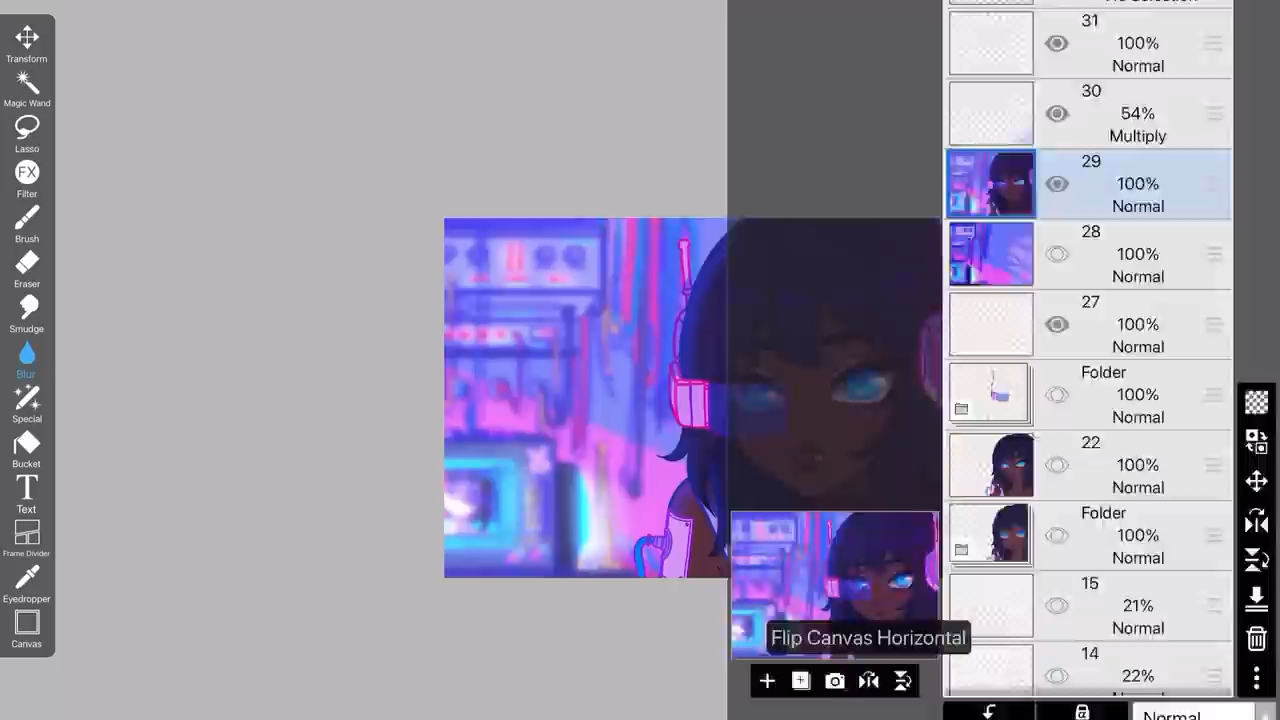 Transform
Magic Wand
Lasso
FX
Filter
Brush
Eraser
Smudge
Blur
Special
Bucket
T
Text
Frame Divider
Eyedropper
Canvas
31
100%
Normal
30
54%
Multiply
29
100%
Normal
28
100%
Normal
27
100%
Normal
Folder
100%
Normal
22
100%
Normal
Folder
100%
Normal
15
21%
Normal
14
22%
Flip Canvas Horizontal
Normal